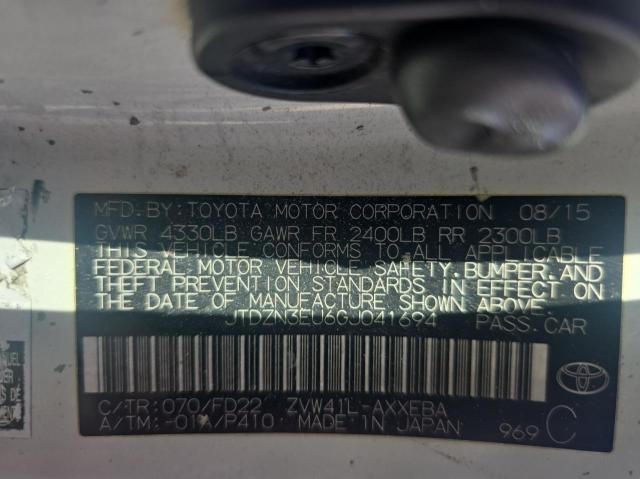 MFD.BY:TOYOTA MOTOR CORPORATION 08/15
GVWR 4330LB GAWR FR 2400LB RR 2300LB
THIS VEHICLE CONFORMS TO ALL APPLICABLE
FEDERAL MOTOR VEHICLE SAFETY,BUMPER,AND
THEFT PREVENTION STANDARDS IN EFFECT ON
THE DATE OF MANUFACTURE SHOWN ABOVE.
JTDZN3EU6GJ041694 PASS.CAR
C/TR:070/FD22 ZVW41L-AXXEBA
A/TM:-01A/P410 MADE IN JAPAN 969 C